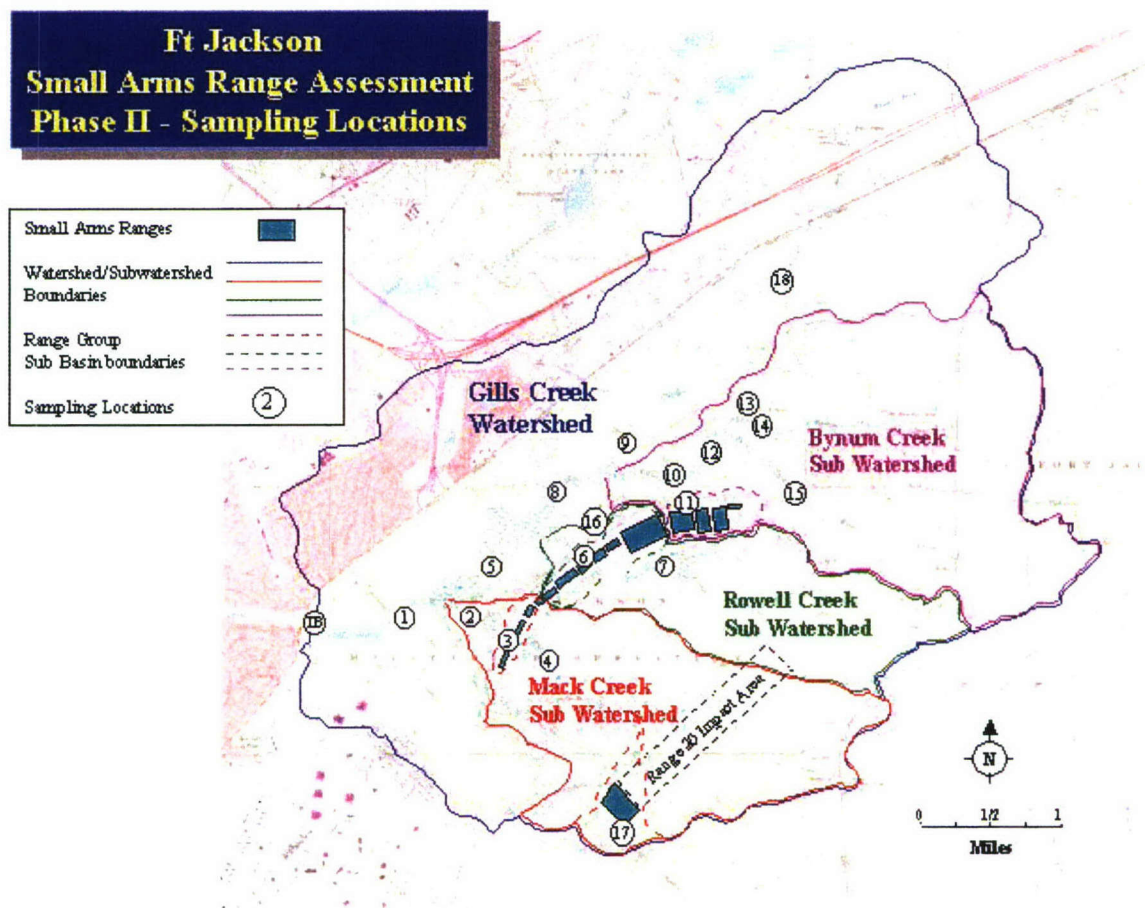 Ft Jackson
Small Arms Range Assessment
Phase II - Sampling Locations
Small Arms Ranges
Watershed/Subwatershed
Boundaries
Range Group
Sub Basin boundaries
Sampling Locations
2
18
Gills Creek
Watershed
13
14
9
12
Bynum Creek
Sub Watershed
10
8
11
15
16
6
5
7
Rowell Creek
Sub Watershed
1
2
3
4
Mack Creek
Sub Watershed
Range 20 Impact Area
17
N
0
1/2
1
Miles